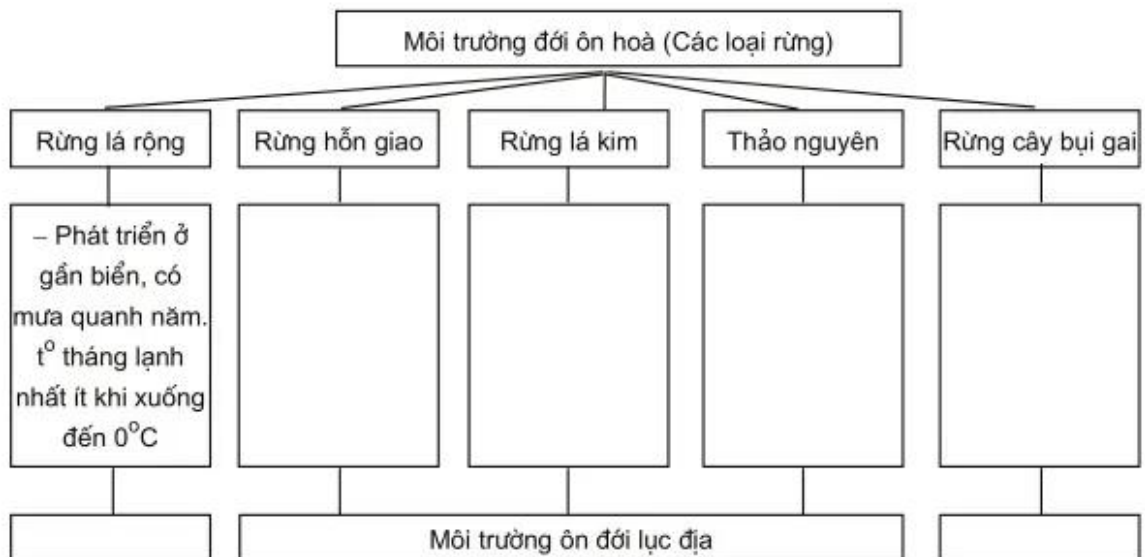 Môi trường đới ôn hoà (Các loại rừng)
Rừng lá rộng
Rừng hỗn giao
Rừng lá kim
Thảo nguyên
Rừng cây bụi gai
– Phát triển ở
gần biển, có
mưa quanh năm.
t⁰ tháng lạnh
nhất ít khi xuống
đến 0⁰C
Môi trường ôn đới lục địa